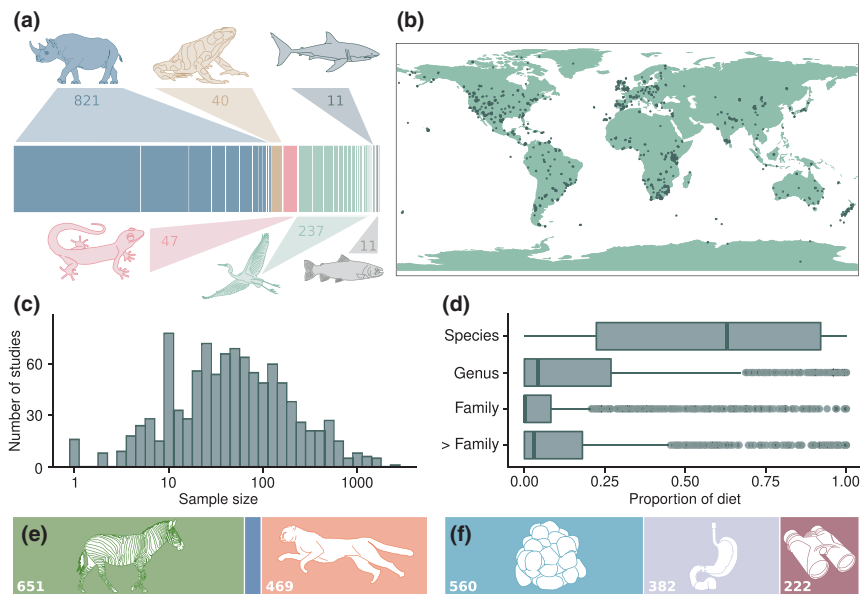 (a)
821
40
11
47
237
11
(b)
(c)
Number of studies
60
30
0
1
10
100
1000
Sample size
(d)
Species
Genus
Family
> Family
0.00
0.25
0.50
0.75
1.00
Proportion of diet
(e)
651
469
(f)
560
382
222